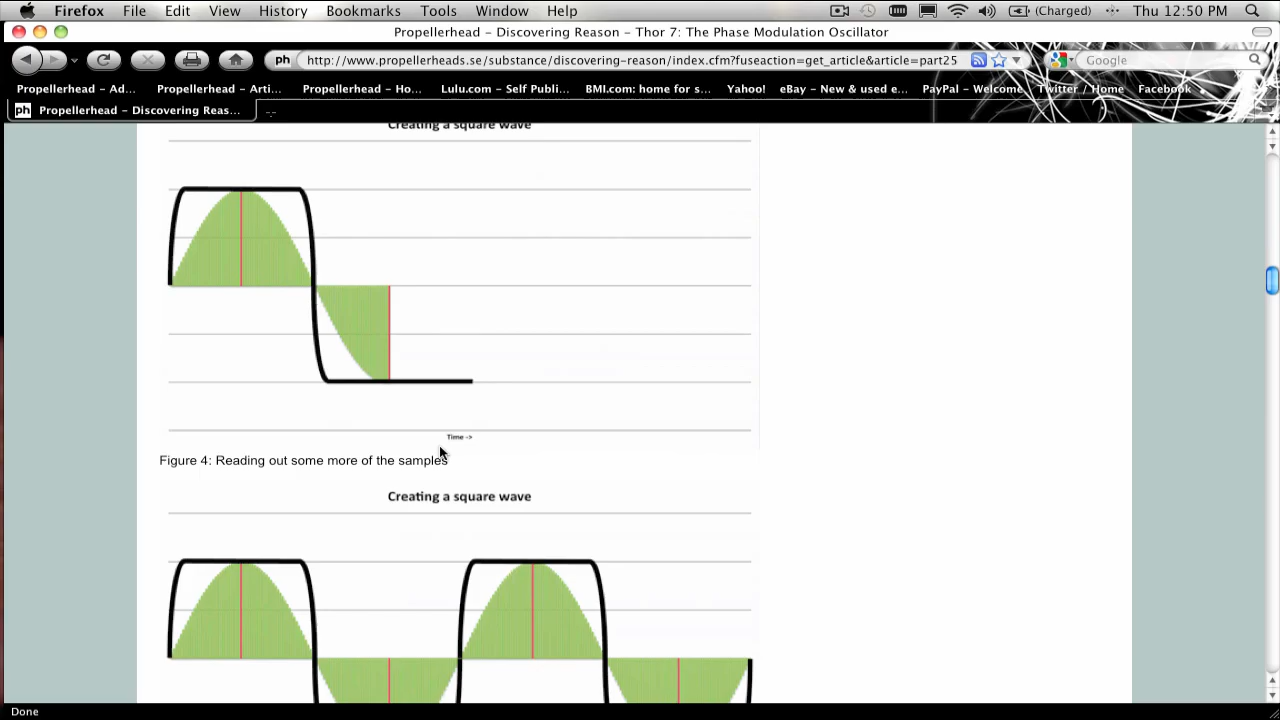 Firefox File Edit View History Bookmarks Tools Window Help (Charged) Thu 12:50 PM
Propellerhead – Discovering Reason – Thor 7: The Phase Modulation Oscillator
ph http://www.propellerheads.se/substance/discovering-reason/index.cfm?fuseaction=get_article&article=part25 Google
Propellerhead – Ad... Propellerhead – Arti... Propellerhead – Ho... Lulu.com – Self Publi... BMI.com: home for s... Yahoo! eBay – New & used e... PayPal – Welcome Twitter / Home Facebook
ph Propellerhead – Discovering Reas...
Creating a square wave
Time ->
Figure 4: Reading out some more of the samples
Creating a square wave
Done